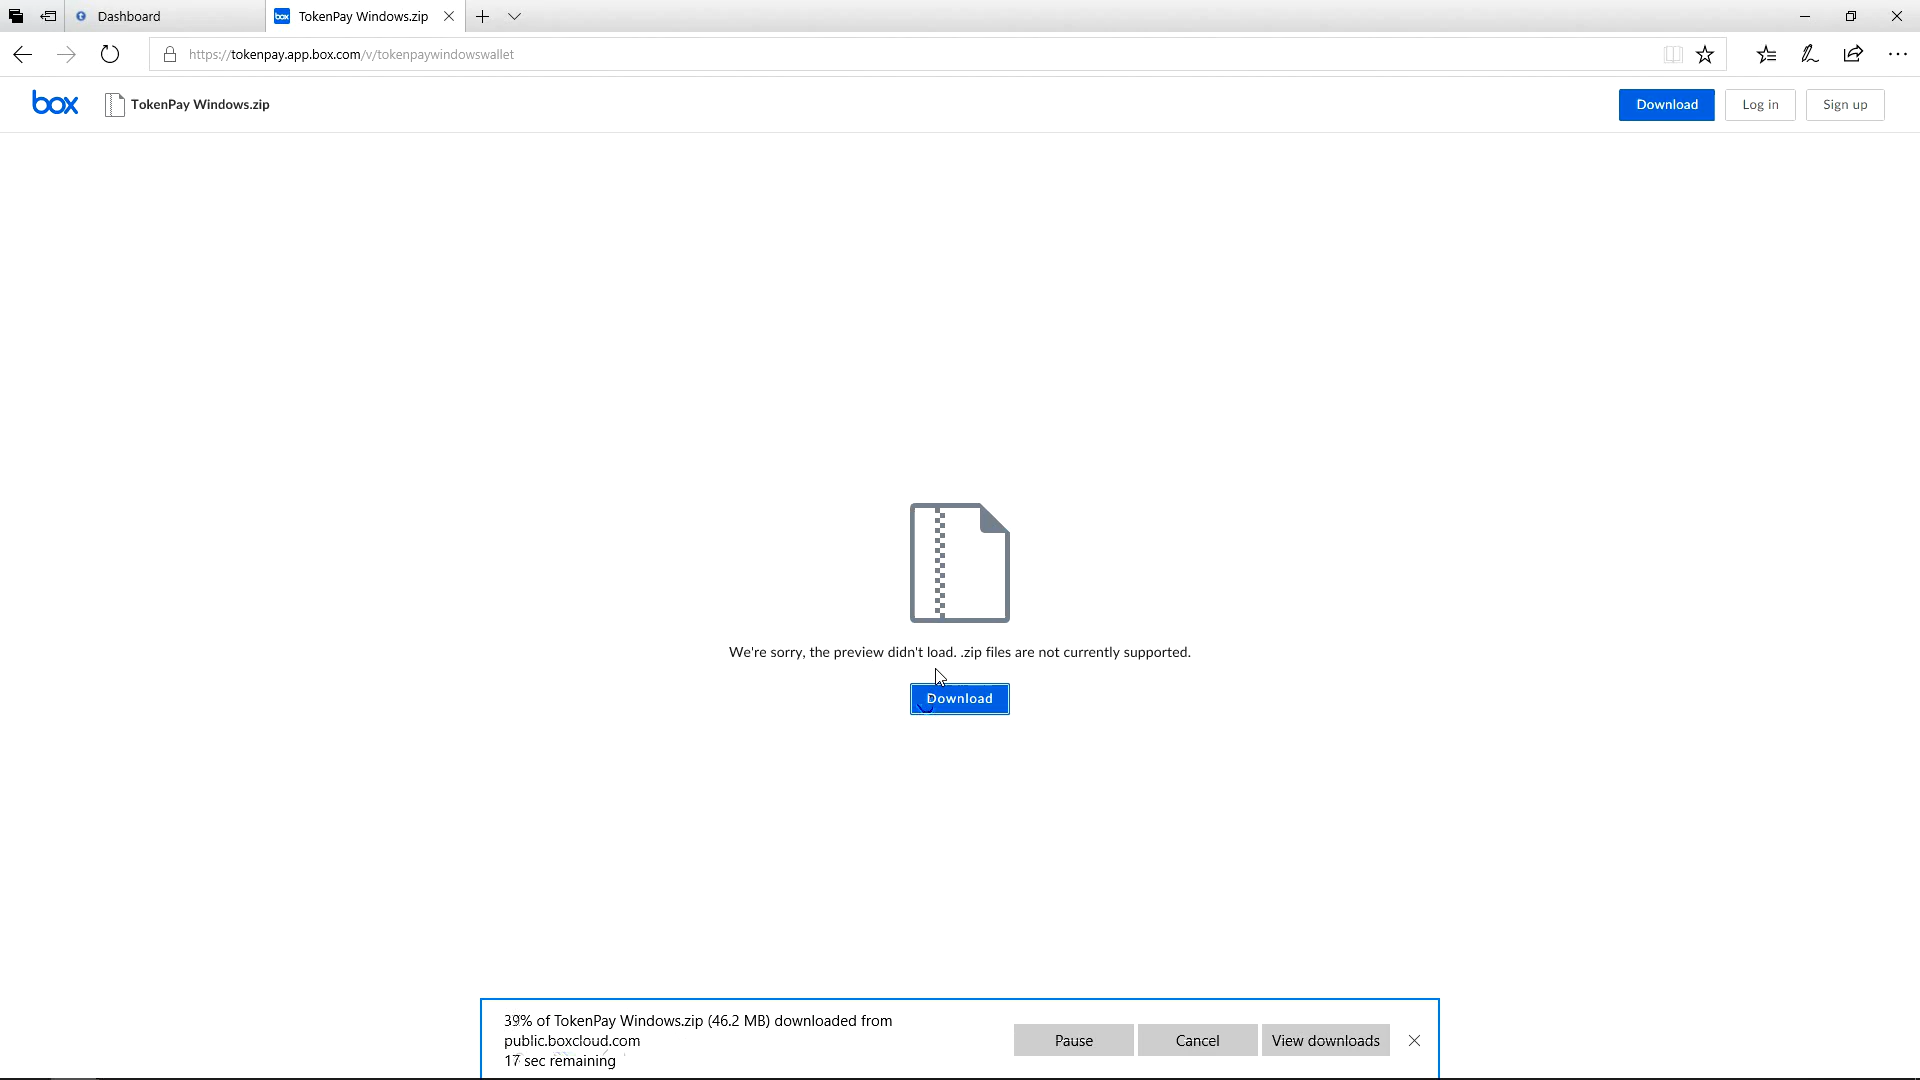 Dashboard
TokenPay Windows.zip
https://tokenpay.app.box.com/v/tokenpaywindowswallet
box
TokenPay Windows.zip
Download
Log in
Sign up
We're sorry, the preview didn't load. .zip files are not currently supported.
Download
39% of TokenPay Windows.zip (46.2 MB) downloaded from
public.boxcloud.com
17 sec remaining
Pause
Cancel
View downloads